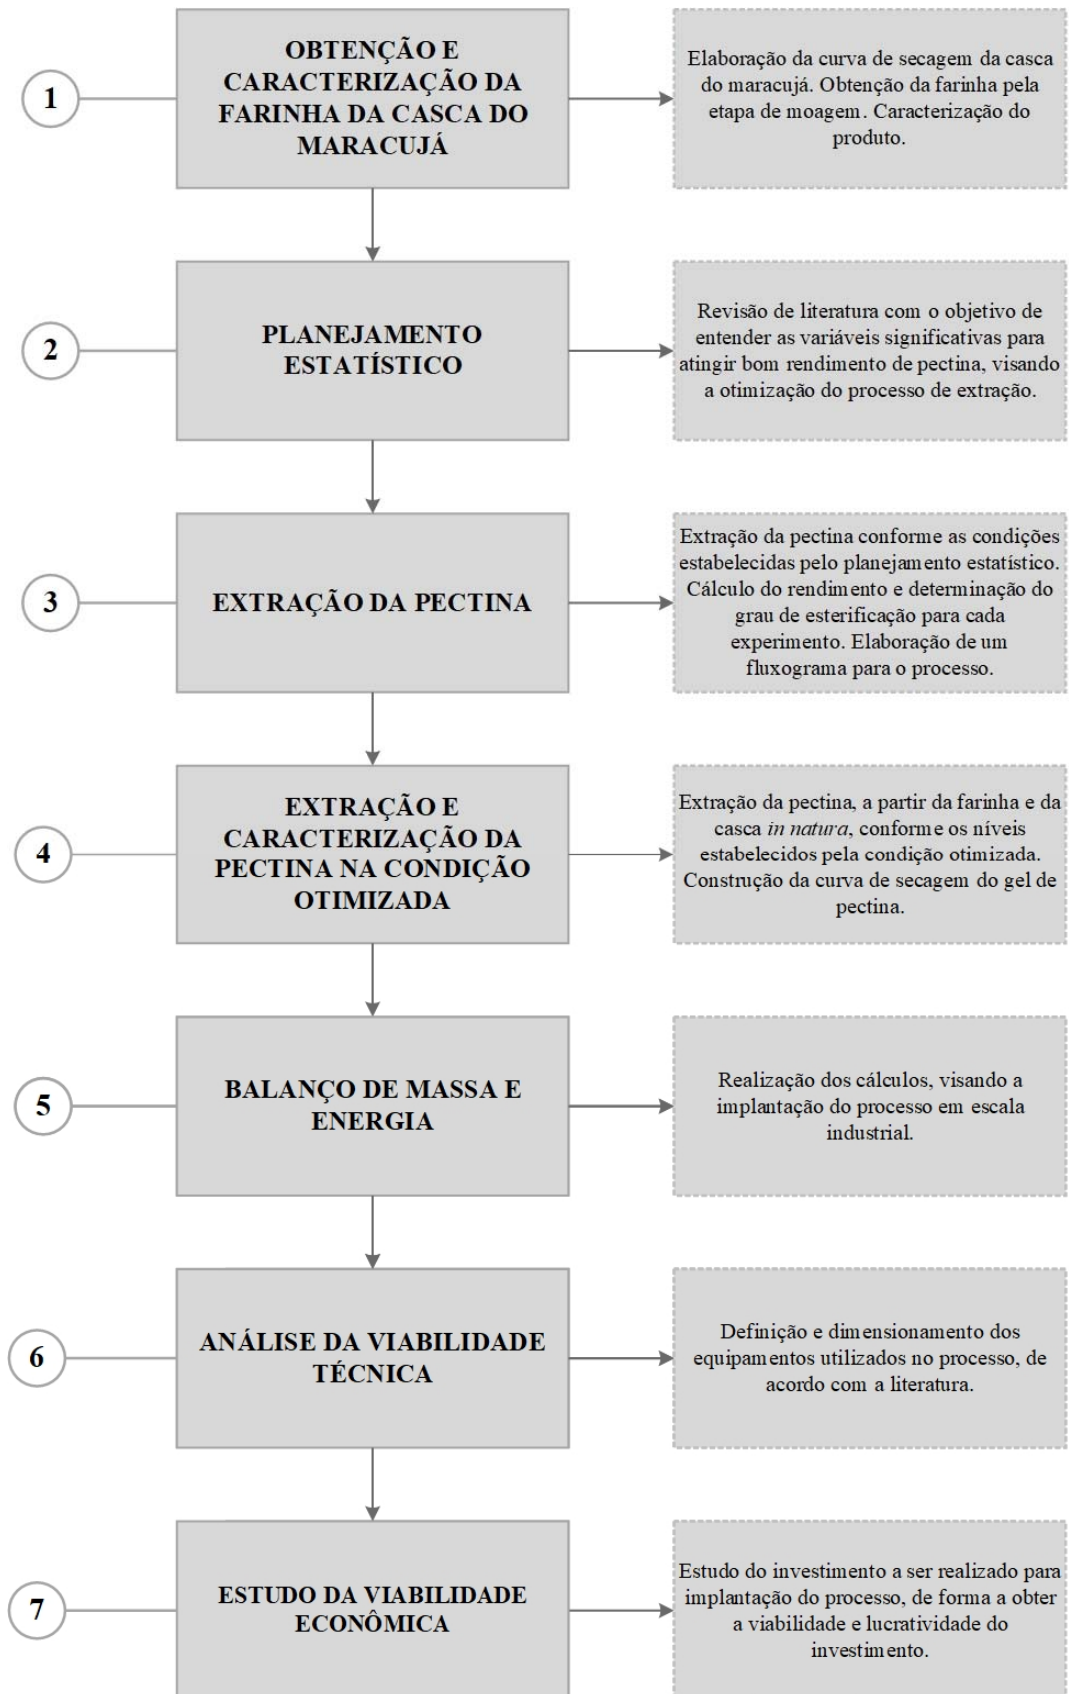 1
OBTENÇÃO E
CARACTERIZAÇÃO DA
FARINHA DA CASCA DO
MARACUJÁ
Elaboração da curva de secagem da casca
do maracujá. Obtenção da farinha pela
etapa de moagem. Caracterização do
produto.
2
PLANEJAMENTO
ESTATÍSTICO
Revisão de literatura com o objetivo de
entender as variáveis significativas para
atingir bom rendimento de pectina, visando
a otimização do processo de extração.
3
EXTRAÇÃO DA PECTINA
Extração da pectina conforme as condições
estabelecidas pelo planejamento estatístico.
Cálculo do rendimento e determinação do
grau de esterificação para cada
experimento. Elaboração de um
fluxograma para o processo.
4
EXTRAÇÃO E
CARACTERIZAÇÃO DA
PECTINA NA CONDIÇÃO
OTIMIZADA
Extração da pectina, a partir da farinha e da
casca in natura, conforme os níveis
estabelecidos pela condição otimizada.
Construção da curva de secagem do gel de
pectina.
5
BALANÇO DE MASSA E
ENERGIA
Realização dos cálculos, visando a
implantação do processo em escala
industrial.
6
ANÁLISE DA VIABILIDADE
TÉCNICA
Definição e dimensionamento dos
equipamentos utilizados no processo, de
acordo com a literatura.
7
ESTUDO DA VIABILIDADE
ECONÔMICA
Estudo do investimento a ser realizado para
implantação do processo, de forma a obter
a viabilidade e lucratividade do
investimento.